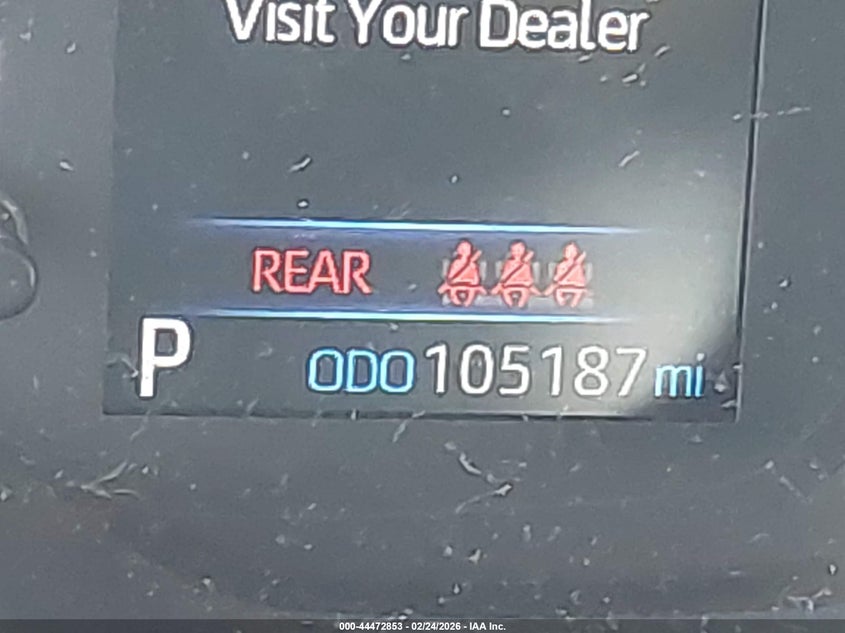 Visit Your Dealer
REAR
P ODO 105187 mi
000-44472853 - 02/24/2026 - IAA Inc.